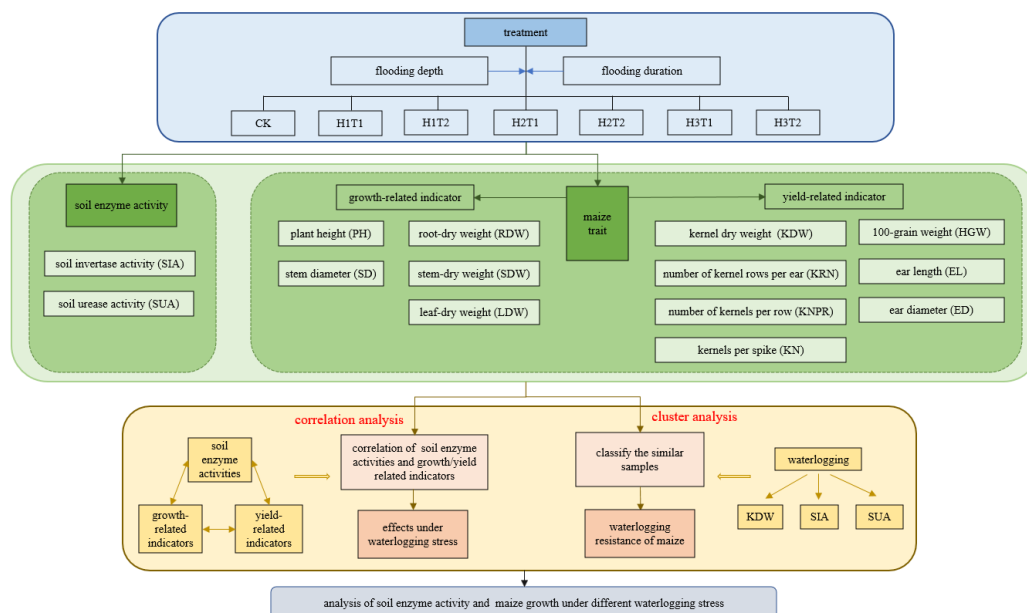 treatment
flooding depth
flooding duration
CK
H1T1
H1T2
H2T1
H2T2
H3T1
H3T2
soil enzyme activity
soil invertase activity (SIA)
soil urease activity (SUA)
growth-related indicator
maize
trait
yield-related indicator
plant height (PH)
root-dry weight (RDW)
stem diameter (SD)
stem-dry weight (SDW)
leaf-dry weight (LDW)
kernel dry weight (KDW)
100-grain weight (HGW)
number of kernel rows per ear (KRN)
ear length (EL)
number of kernels per row (KNPR)
ear diameter (ED)
kernels per spike (KN)
correlation analysis
cluster analysis
soil
enzyme
activities
growth-
related
indicators
yield-
related
indicators
correlation of soil enzyme
activities and growth/yield
related indicators
effects under
waterlogging stress
classify the similar
samples
waterlogging
resistance of maize
waterlogging
KDW
SIA
SUA
analysis of soil enzyme activity and maize growth under different waterlogging stress